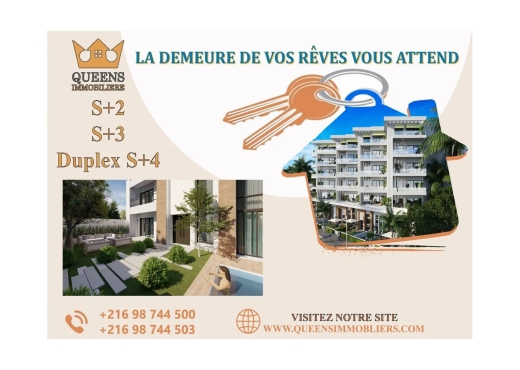 LA DEMEURE DE VOS RÊVES VOUS ATTEND
QUEENS
IMMOBILIERE
S+2
S+3
Duplex S+4
+216 98 744 500
+216 98 744 503
VISITEZ NOTRE SITE
WWW.QUEENSIMMOBLIERS.COM